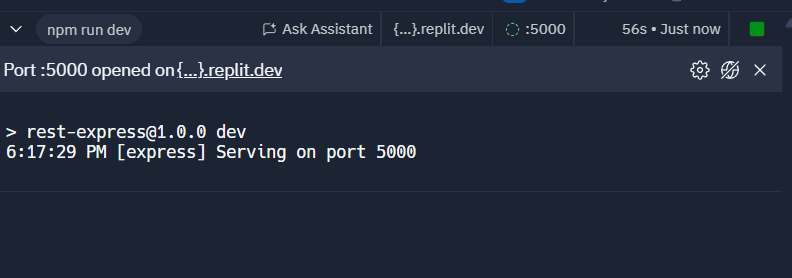 npm run dev Ask Assistant {...}.replit.dev :5000 56s • Just now
Port :5000 opened on {...}.replit.dev
> rest-express@1.0.0 dev
6:17:29 PM [express] Serving on port 5000